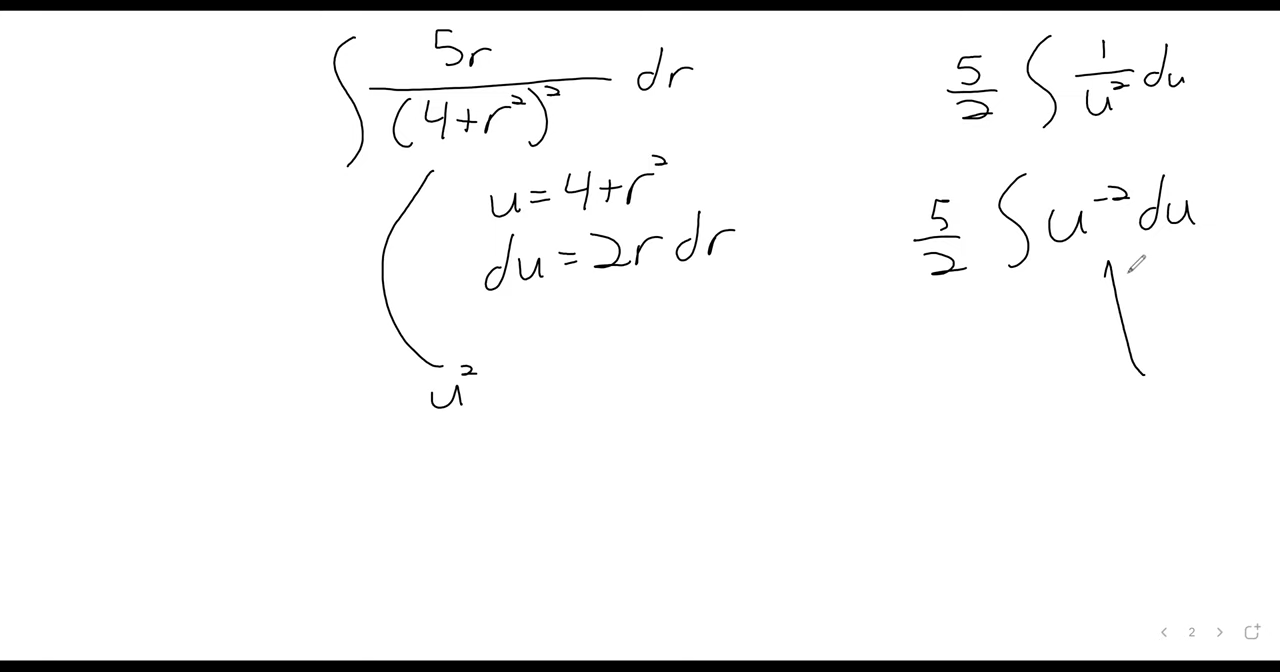 ∫ 5r / (4+r²)² dr
u = 4+r²
du = 2r dr
u²
5/2 ∫ 1/u² du
5/2 ∫ u⁻² du
< 2 >